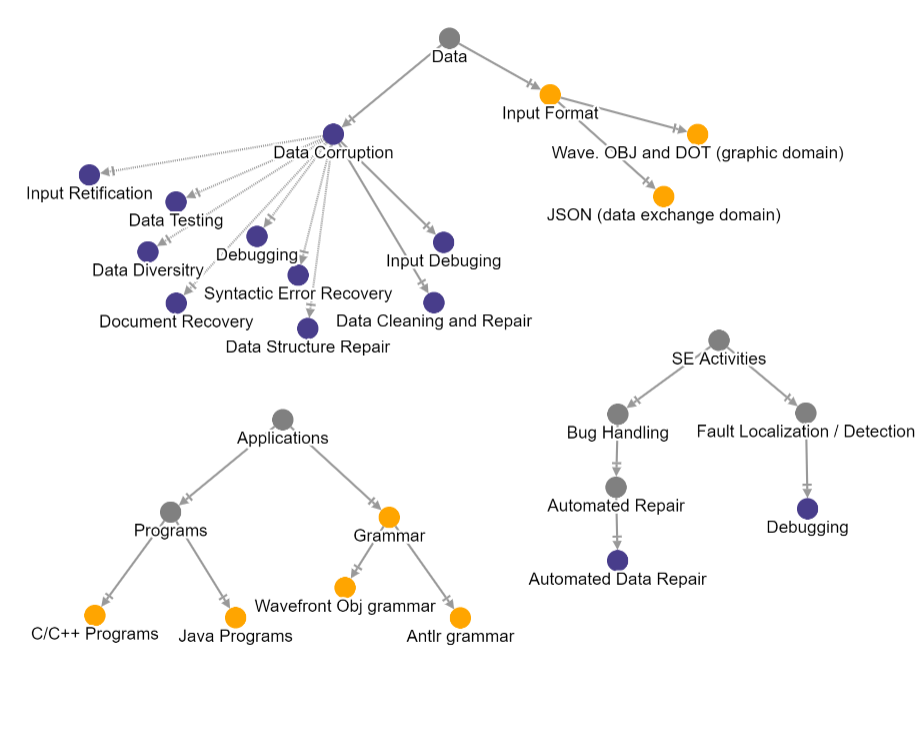 Data
Input Format
Wave. OBJ and DOT (graphic domain)
JSON (data exchange domain)
Data Corruption
Input Retification
Data Testing
Data Diversitry
Debugging
Input Debuging
Syntactic Error Recovery
Document Recovery
Data Cleaning and Repair
Data Structure Repair
SE Activities
Bug Handling
Fault Localization / Detection
Automated Repair
Debugging
Automated Data Repair
Applications
Programs
Grammar
Wavefront Obj grammar
C/C++ Programs
Java Programs
Antlr grammar